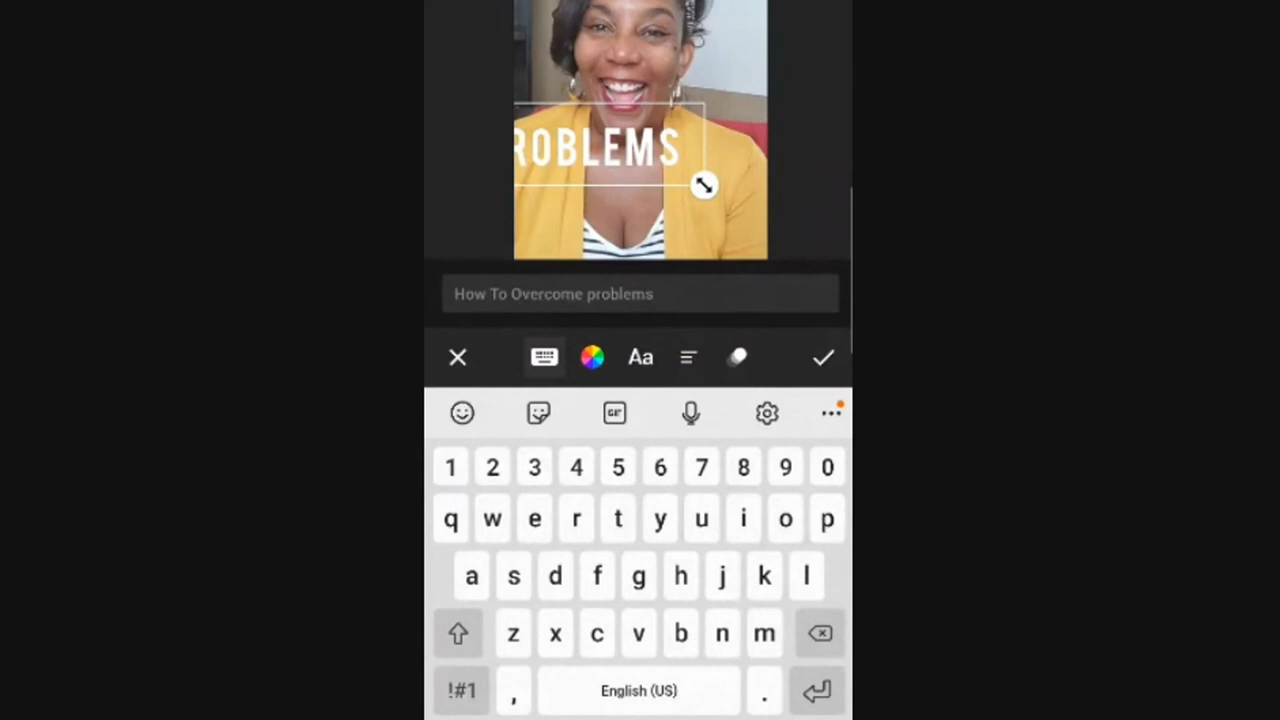 ROBLEMS
How To Overcome problems
Aa
GIF
1 2 3 4 5 6 7 8 9 0
q w e r t y u i o p
a s d f g h j k l
z x c v b n m
!#1 , English (US) .